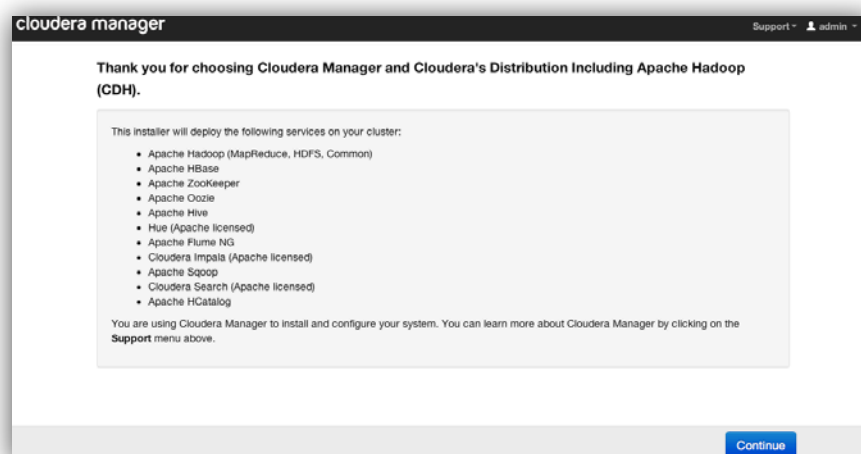 cloudera manager
Support
admin
Thank you for choosing Cloudera Manager and Cloudera's Distribution Including Apache Hadoop
(CDH).
This installer will deploy the following services on your cluster:
• Apache Hadoop (MapReduce, HDFS, Common)
• Apache HBase
• Apache ZooKeeper
• Apache Oozie
• Apache Hive
• Hue (Apache licensed)
• Apache Flume NG
• Cloudera Impala (Apache licensed)
• Apache Sqoop
• Cloudera Search (Apache licensed)
• Apache HCatalog
You are using Cloudera Manager to install and configure your system. You can learn more about Cloudera Manager by clicking on the
Support menu above.
Continue